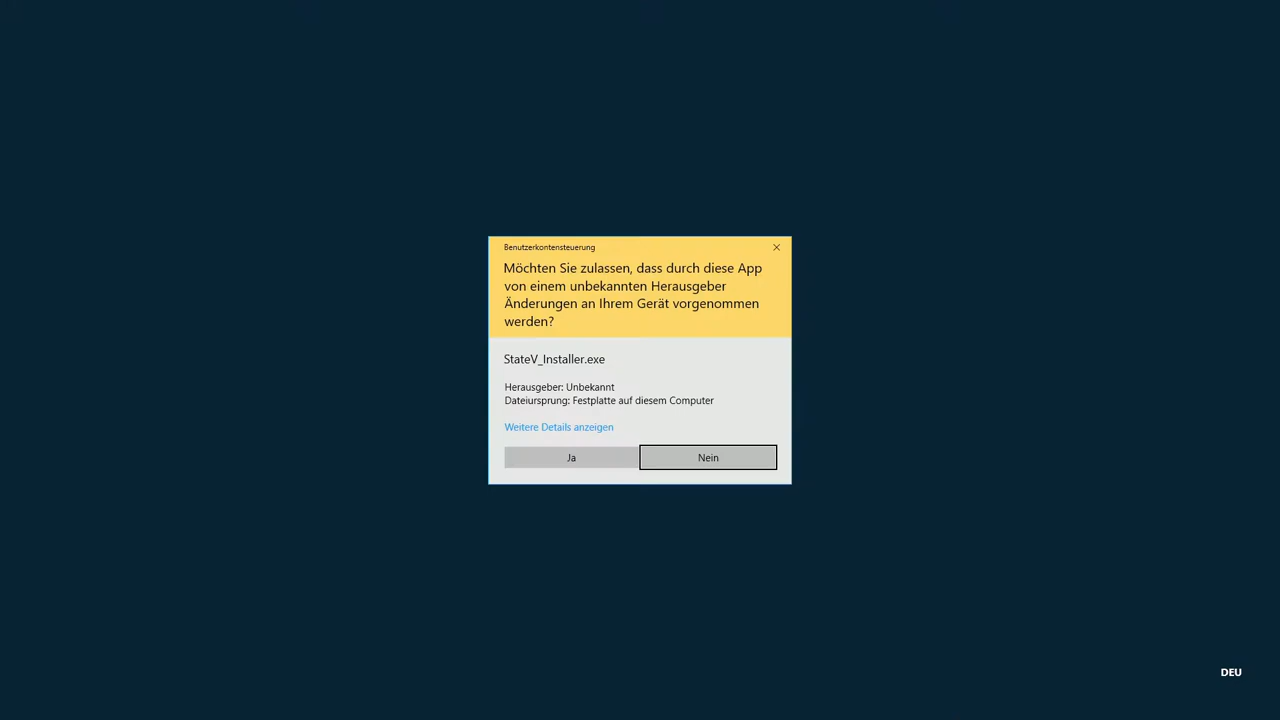 Benutzerkontensteuerung
Möchten Sie zulassen, dass durch diese App
von einem unbekannten Herausgeber
Änderungen an Ihrem Gerät vorgenommen
werden?
StateV_Installer.exe
Herausgeber: Unbekannt
Dateiursprung: Festplatte auf diesem Computer
Weitere Details anzeigen
Ja
Nein
DEU